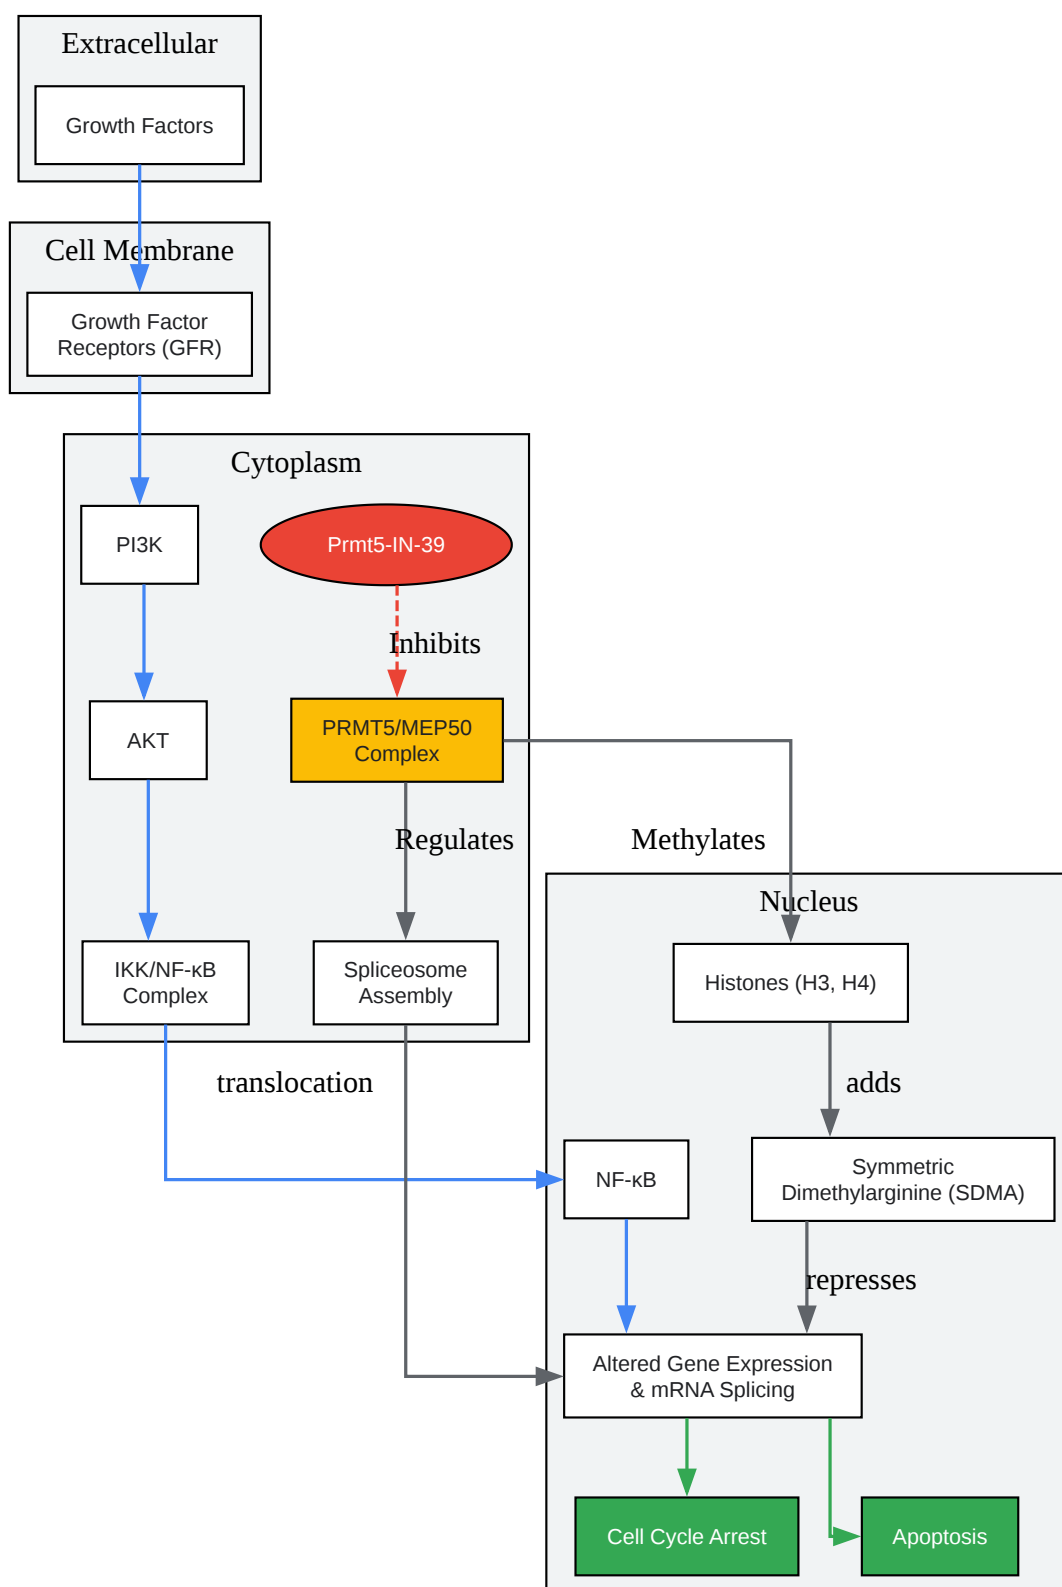 Extracellular
Growth Factors
Cell Membrane
Growth Factor
Receptors (GFR)
Cytoplasm
PI3K
Prmt5-IN-39
Inhibits
AKT
PRMT5/MEP50
Complex
Regulates
Methylates
Nucleus
IKK/NF-κB
Complex
Spliceosome
Assembly
Histones (H3, H4)
translocation
adds
NF-κB
Symmetric
Dimethylarginine (SDMA)
represses
Altered Gene Expression
& mRNA Splicing
Cell Cycle Arrest
Apoptosis